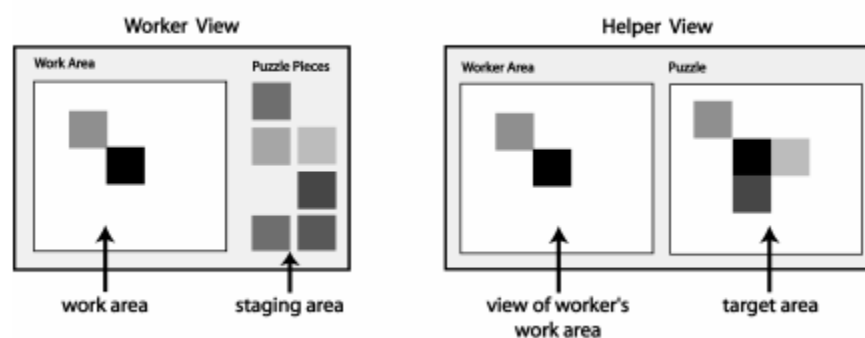 Worker View
Work Area
Puzzle Pieces
work area
staging area
Helper View
Worker Area
Puzzle
view of worker's
work area
target area